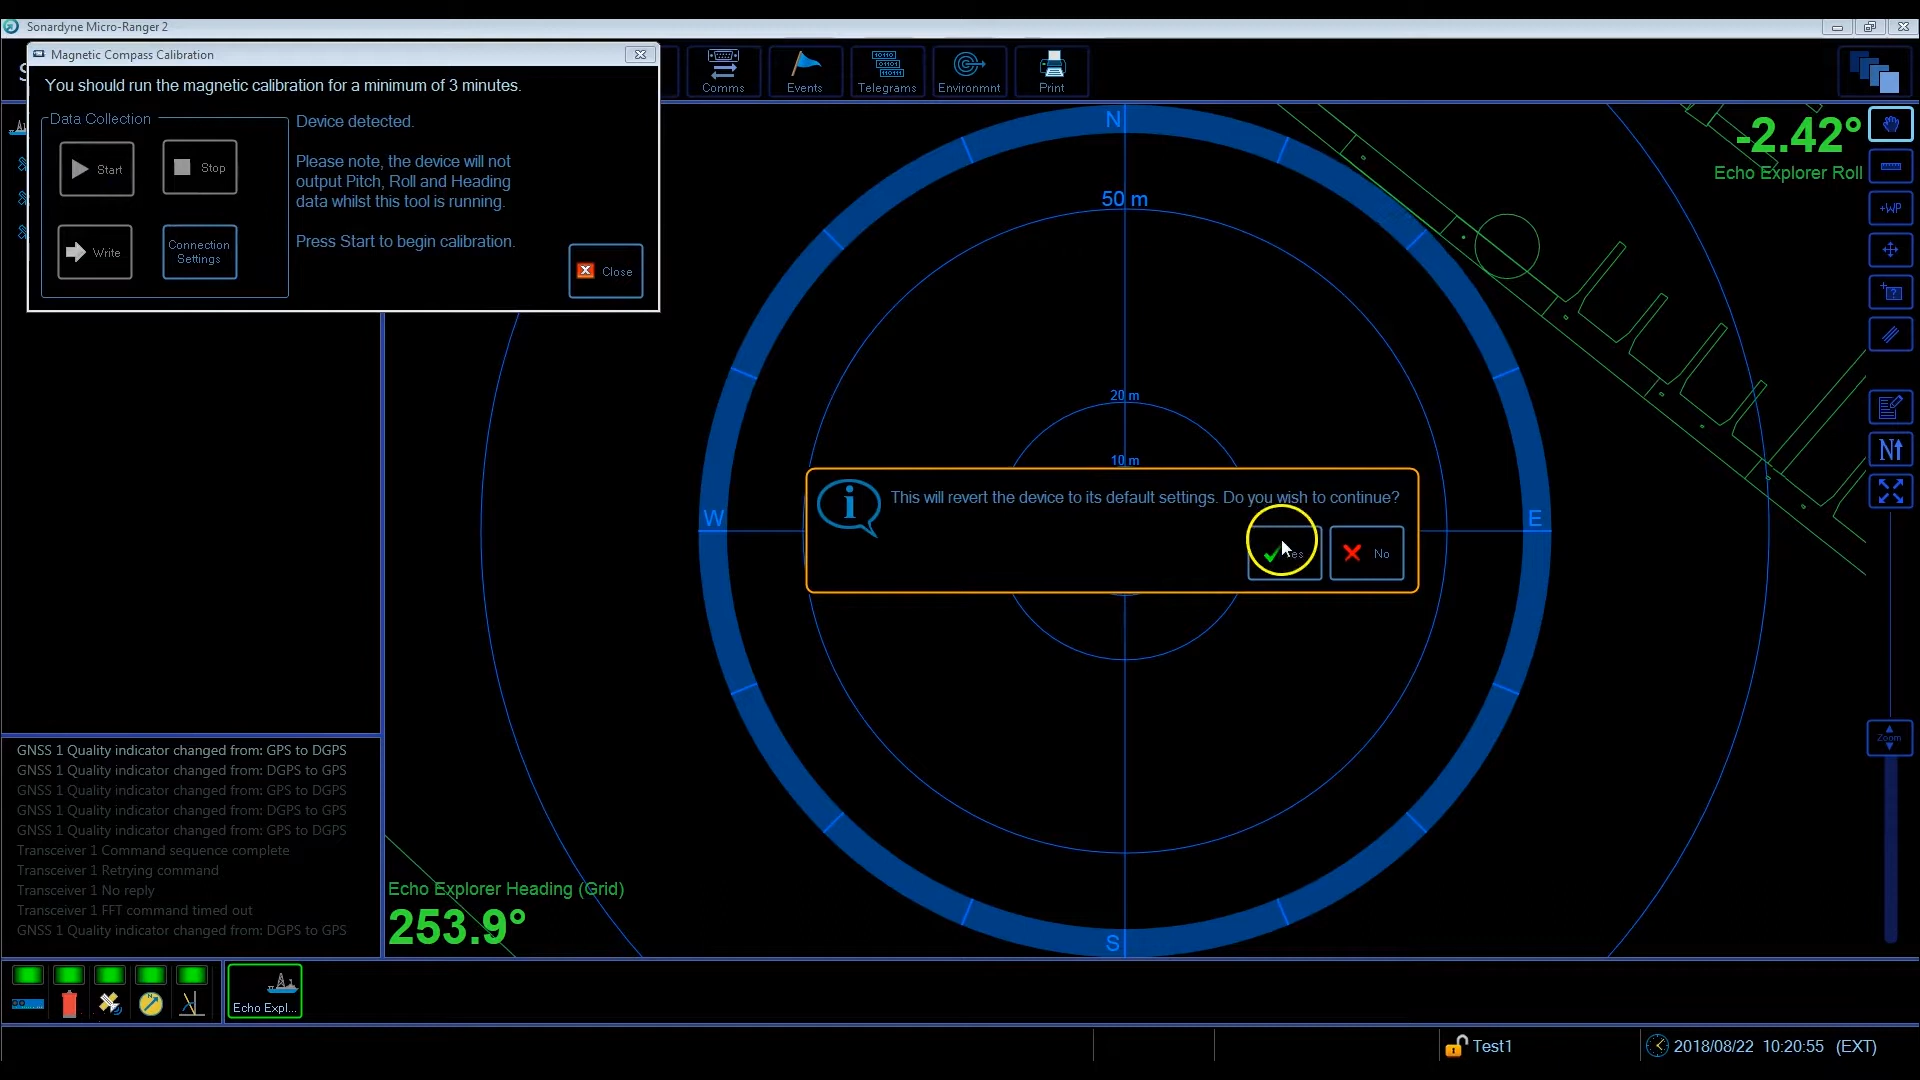 Sonardyne Micro-Ranger 2
Magnetic Compass Calibration
You should run the magnetic calibration for a minimum of 3 minutes.
Data Collection
Start
Stop
Write
Connection
Settings
Device detected.
Please note, the device will not
output Pitch, Roll and Heading
data whilst this tool is running.
Press Start to begin calibration.
Close
Comms
Events
Telegrams
Environmnt
Print
N
50 m
20 m
10 m
W
E
S
-2.42°
Echo Explorer Roll
+WP
N
Zoom
This will revert the device to its default settings. Do you wish to continue?
No
GNSS 1 Quality indicator changed from: GPS to DGPS
GNSS 1 Quality indicator changed from: DGPS to GPS
GNSS 1 Quality indicator changed from: GPS to DGPS
GNSS 1 Quality indicator changed from: DGPS to GPS
GNSS 1 Quality indicator changed from: GPS to DGPS
Transceiver 1 Command sequence complete
Transceiver 1 Retrying command
Transceiver 1 No reply
Transceiver 1 FFT command timed out
GNSS 1 Quality indicator changed from: DGPS to GPS
Echo Explorer Heading (Grid)
253.9°
Echo Expl...
Test1
2018/08/22 10:20:55 (EXT)